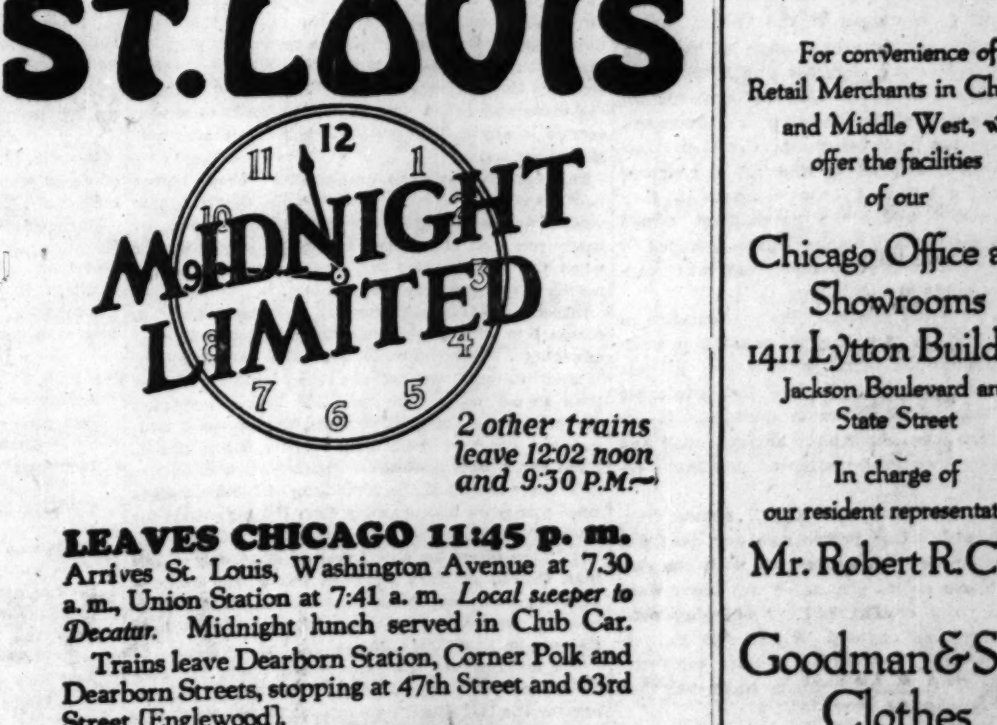 ST. LOUIS
12
11
1
10
2
9
3
8
4
7
5
6
MIDNIGHT
LIMITED
2 other trains
leave 12:02 noon
and 9:30 P.M.~
LEAVES CHICAGO 11:45 p. m.
Arrives St. Louis, Washington Avenue at 7.30
a. m., Union Station at 7:41 a. m. Local sleeper to
Decatur. Midnight lunch served in Club Car.
Trains leave Dearborn Station, Corner Polk and
Dearborn Streets, stopping at 47th Street and 63rd
Street [Englewood].
For convenience of
Retail Merchants in
and Middle West,
offer the facilities
of our
Chicago Office
Showrooms
1411 Lytton
Jackson Boulevard
State Street
In charge of
our resident
Mr. Robert R.
Goodman &
Clothes